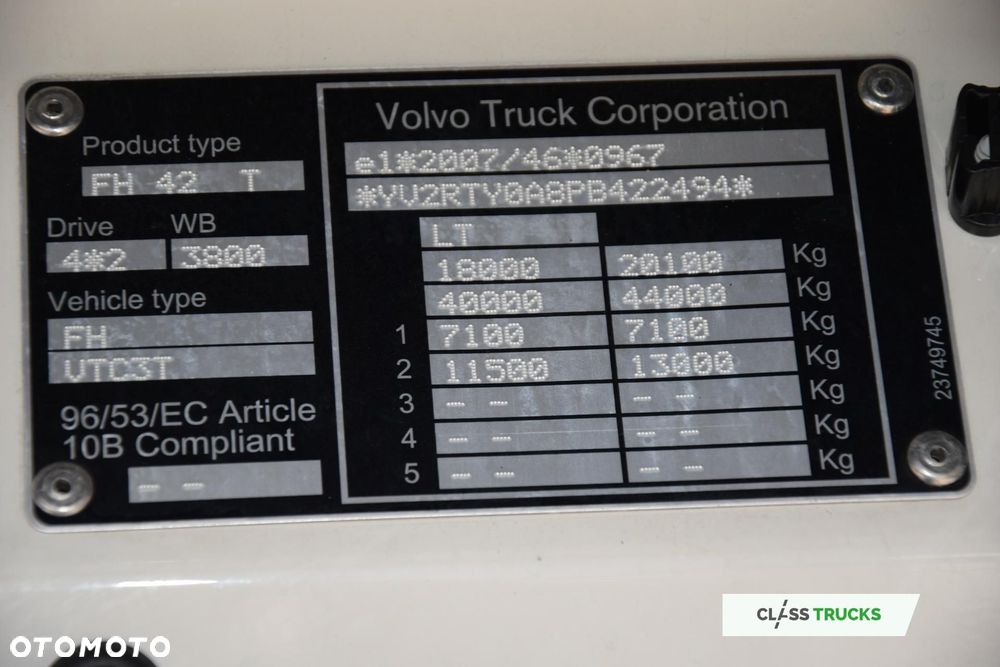 Volvo Truck Corporation
Product type
FH 42 T
Drive WB
4*2 3800
Vehicle type
FH
VTC3T
96/53/EC Article
10B Compliant
-- --
e1*2007/46*0967
*YV2RTY0A8PB422494*
LT
18000 20100 Kg
40000 44000 Kg
1 7100 7100 Kg
2 11500 13000 Kg
3 -- -- -- -- Kg
4 -- -- -- -- Kg
5 -- -- -- -- Kg
23749745
CLASS TRUCKS
OTOMOTO